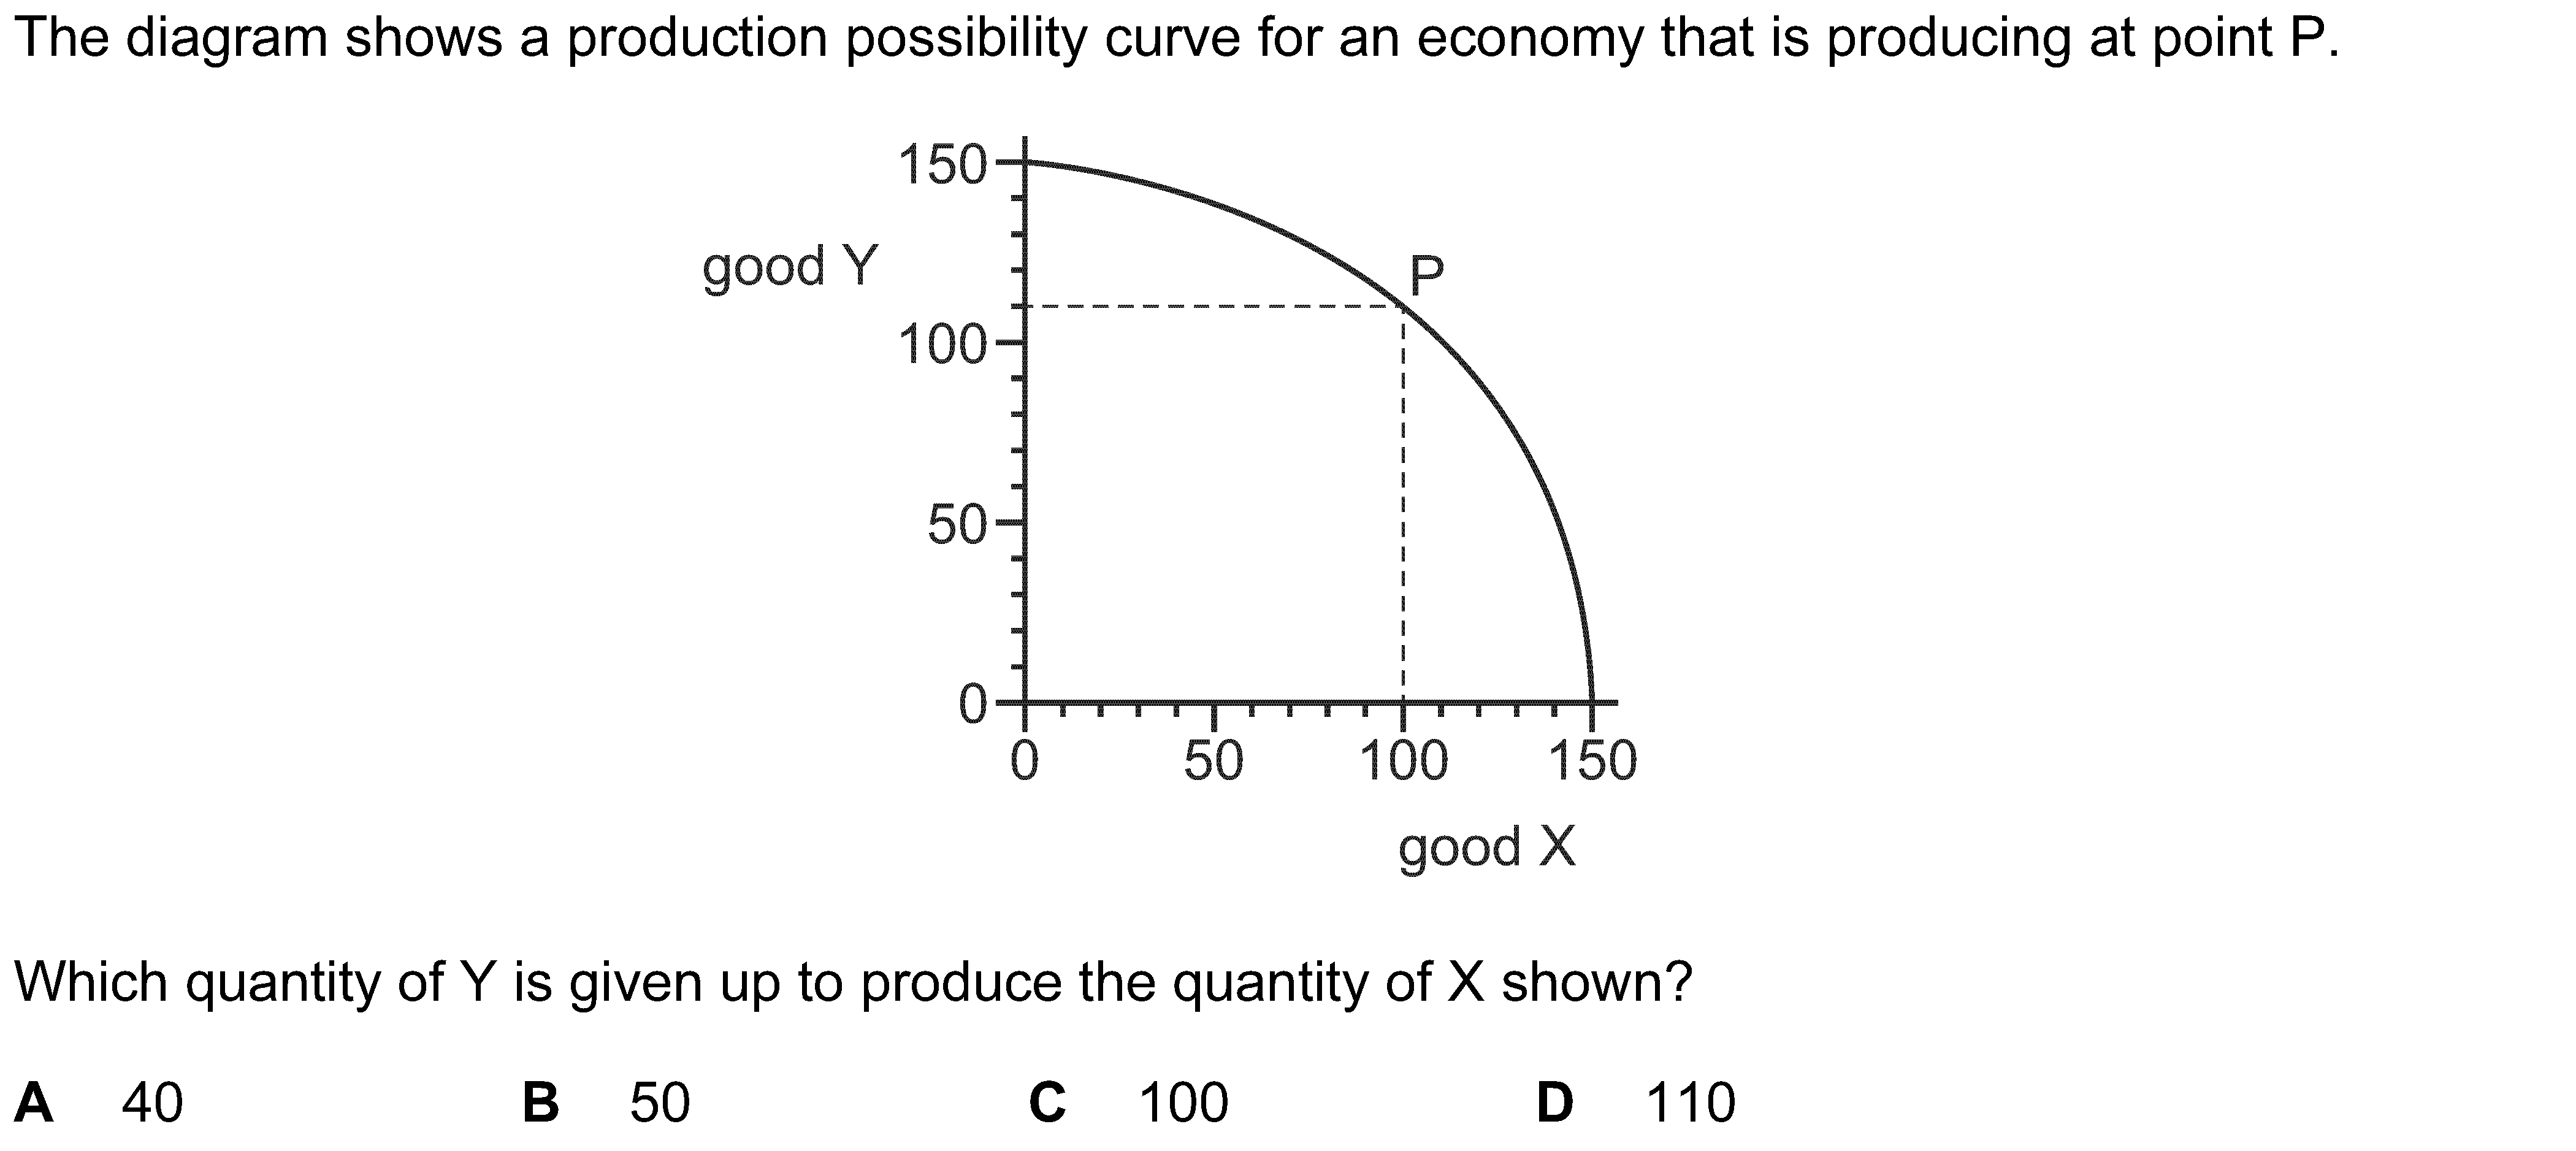 The diagram shows a production possibility curve for an economy that is producing at point P.
150
good Y
P
100
50
0
0 50 100 150
good X
Which quantity of Y is given up to produce the quantity of X shown?
A 40 B 50 C 100 D 110